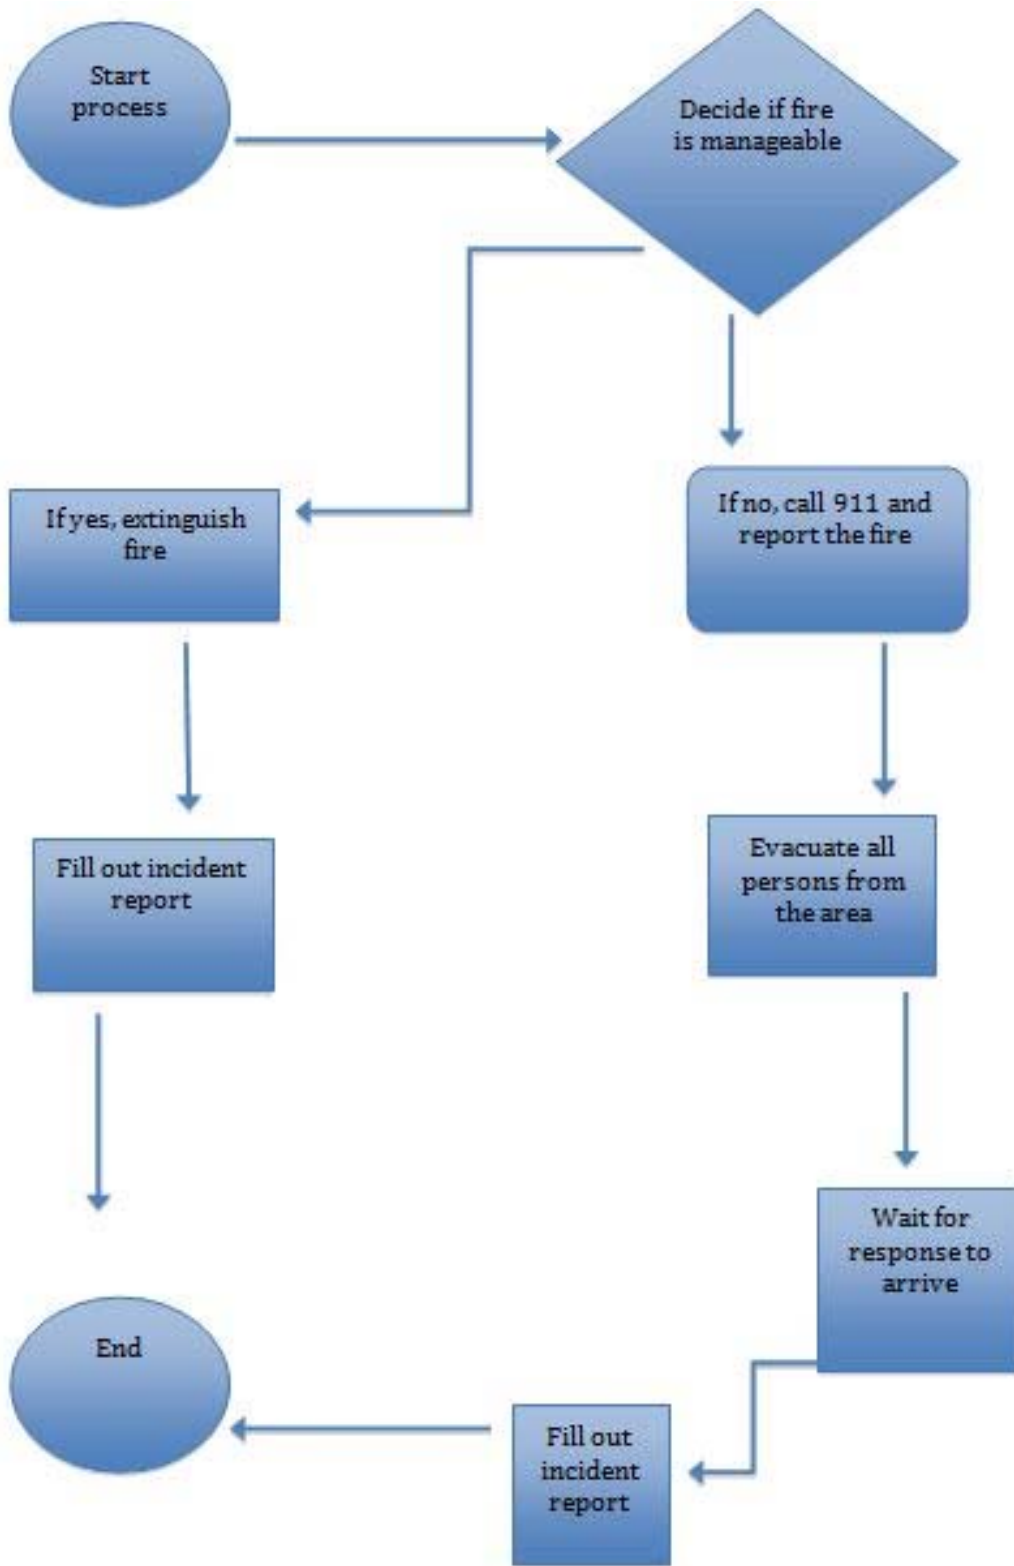 Start
process
Decide if fire
is manageable
If yes, extinguish
fire
If no, call 911 and
report the fire
Fill out incident
report
Evacuate all
persons from
the area
Wait for
response to
arrive
End
Fill out
incident
report